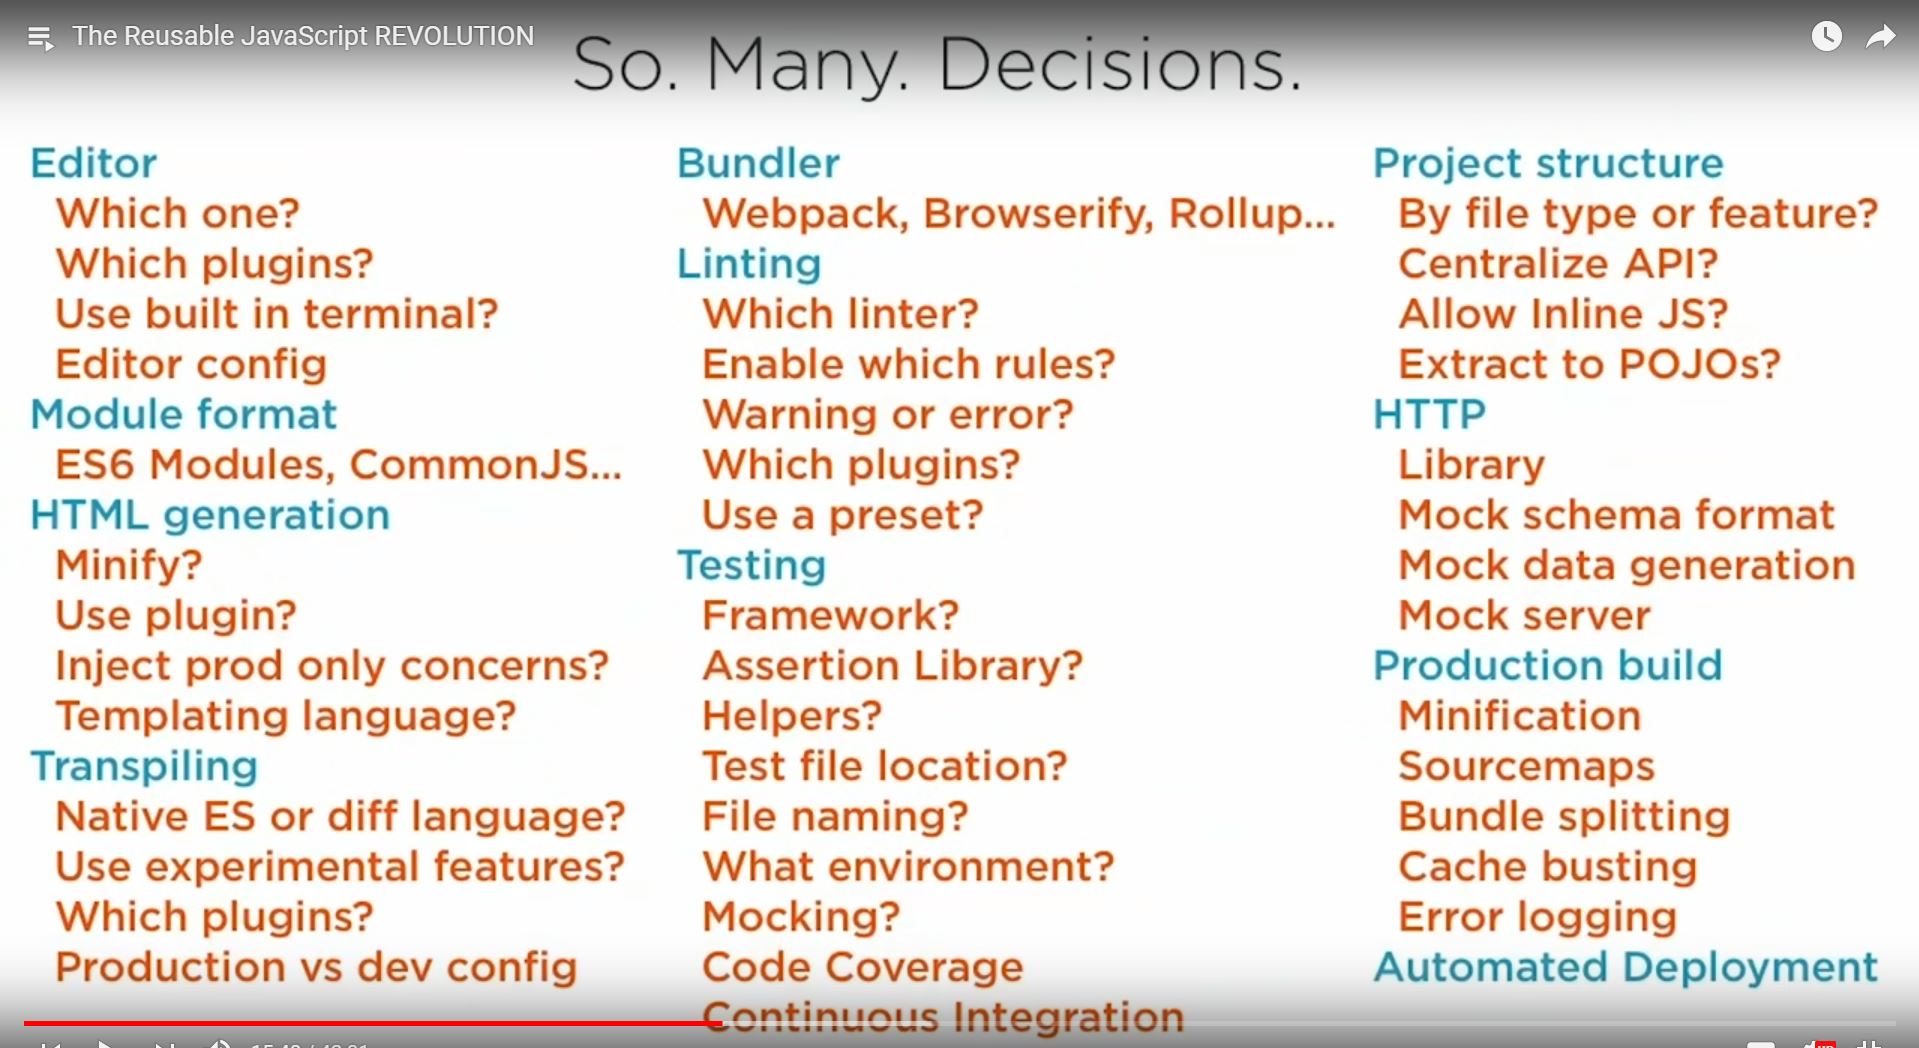 The Reusable JavaScript REVOLUTION
So. Many. Decisions.
Editor
Which one?
Which plugins?
Use built in terminal?
Editor config
Module format
ES6 Modules, CommonJS...
HTML generation
Minify?
Use plugin?
Inject prod only concerns?
Templating language?
Transpiling
Native ES or diff language?
Use experimental features?
Which plugins?
Production vs dev config
Bundler
Webpack, Browserify, Rollup...
Linting
Which linter?
Enable which rules?
Warning or error?
Which plugins?
Use a preset?
Testing
Framework?
Assertion Library?
Helpers?
Test file location?
File naming?
What environment?
Mocking?
Code Coverage
Continuous Integration
Project structure
By file type or feature?
Centralize API?
Allow Inline JS?
Extract to POJOs?
HTTP
Library
Mock schema format
Mock data generation
Mock server
Production build
Minification
Sourcemaps
Bundle splitting
Cache busting
Error logging
Automated Deployment